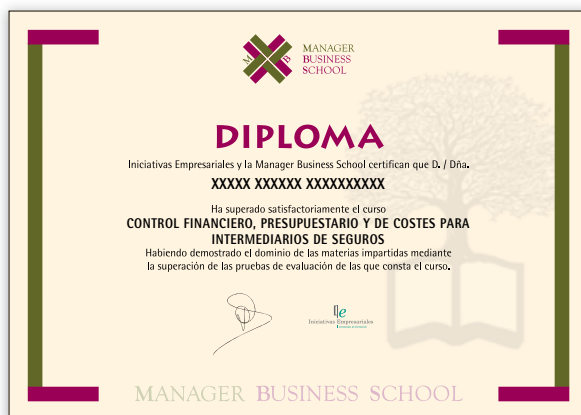 M B
MANAGER
BUSINESS
SCHOOL
DIPLOMA
Iniciativas Empresariales y la Manager Business School certifican que D. / Dña.
XXXXX XXXXXX XXXXXXXXXX
Ha superado satisfactoriamente el curso
CONTROL FINANCIERO, PRESUPUESTARIO Y DE COSTES PARA
INTERMEDIARIOS DE SEGUROS
Habiendo demostrado el dominio de las materias impartidas mediante
la superación de las pruebas de evaluación de las que consta el curso.
Ie
Iniciativas Empresariales
MANAGER BUSINESS SCHOOL